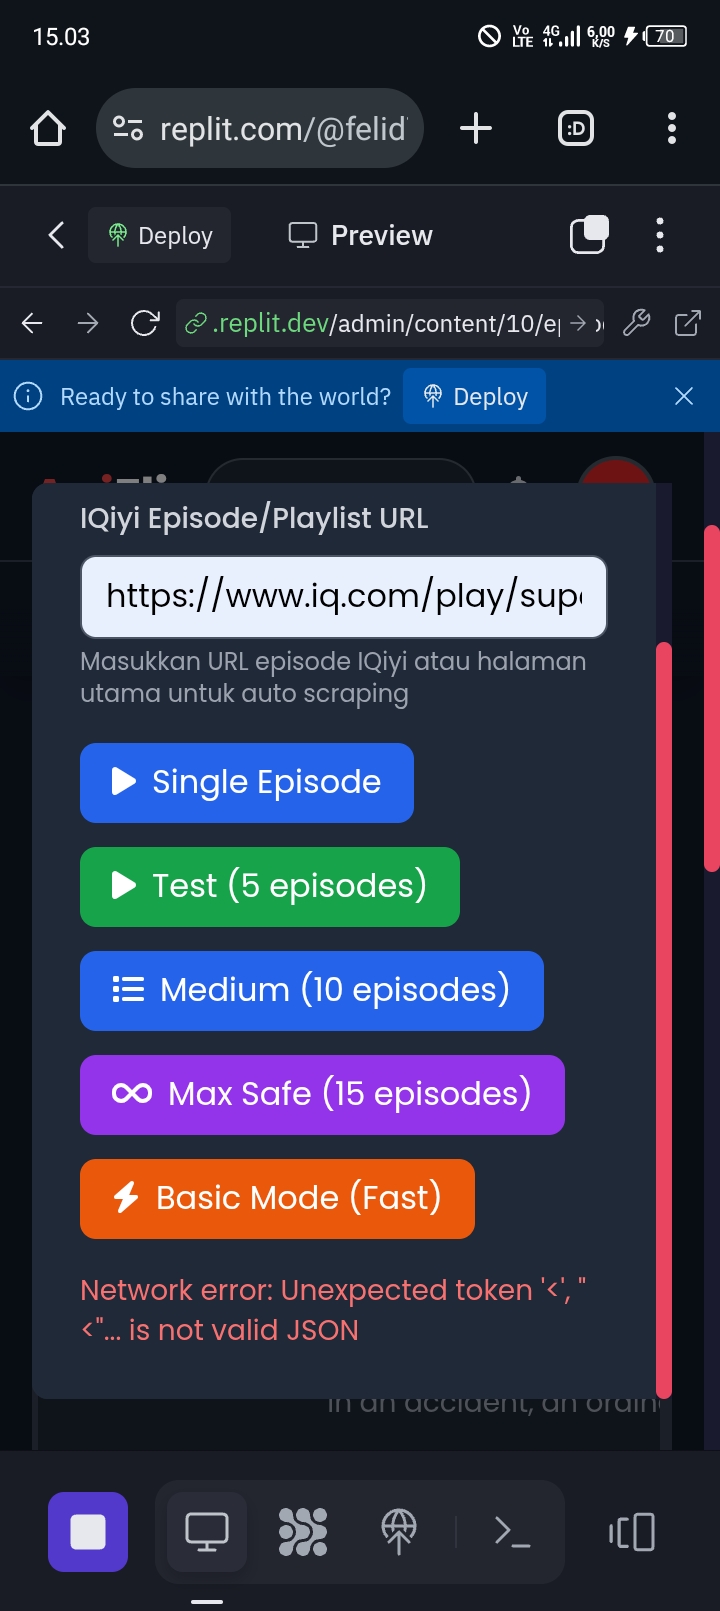 15.03
Vo LTE 4G 6,00 K/S 70
replit.com/@felid
:D
Deploy
Preview
.replit.dev/admin/content/10/ep
Ready to share with the world?
Deploy
IQiyi Episode/Playlist URL
https://www.iq.com/play/supe
Masukkan URL episode IQiyi atau halaman
utama untuk auto scraping
Single Episode
Test (5 episodes)
Medium (10 episodes)
Max Safe (15 episodes)
Basic Mode (Fast)
Network error: Unexpected token '<', "
<"... is not valid JSON
in an accident, an ordin